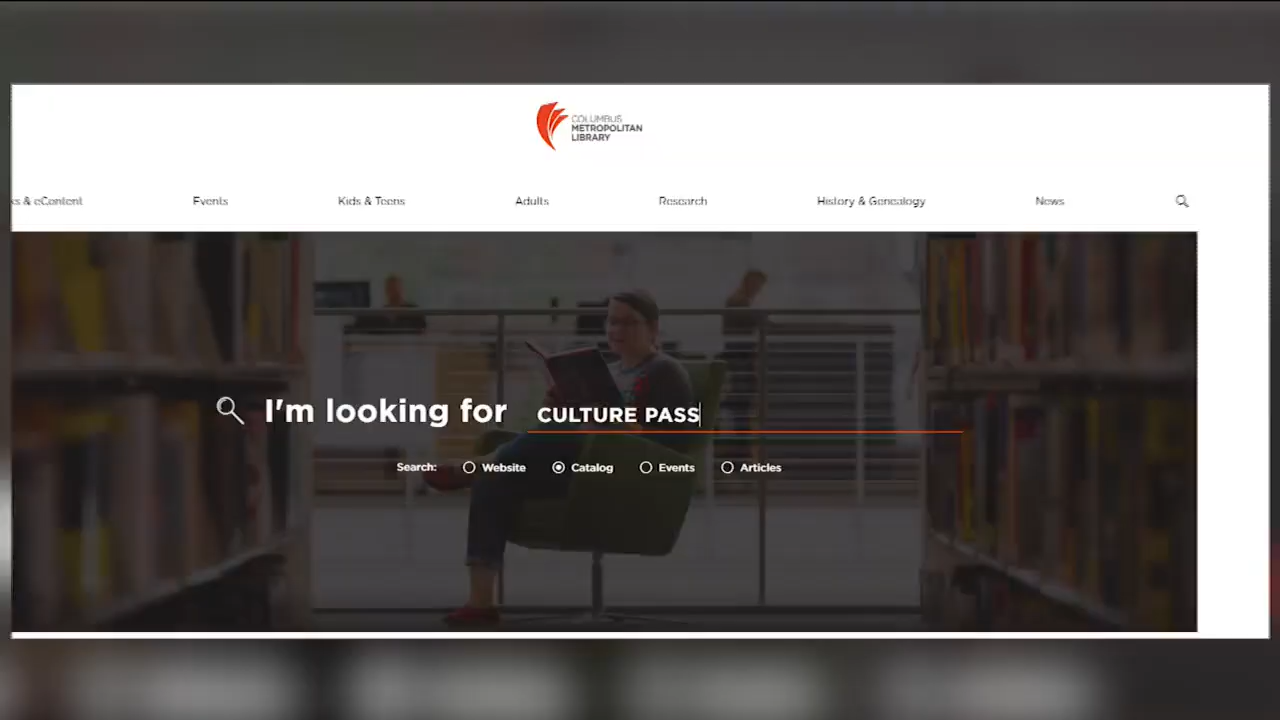 COLUMBUS
METROPOLITAN
LIBRARY
& eContent
Events
Kids & Teens
Adults
Research
History & Genealogy
News
I'm looking for CULTURE PASS
Search: Website Catalog Events Articles